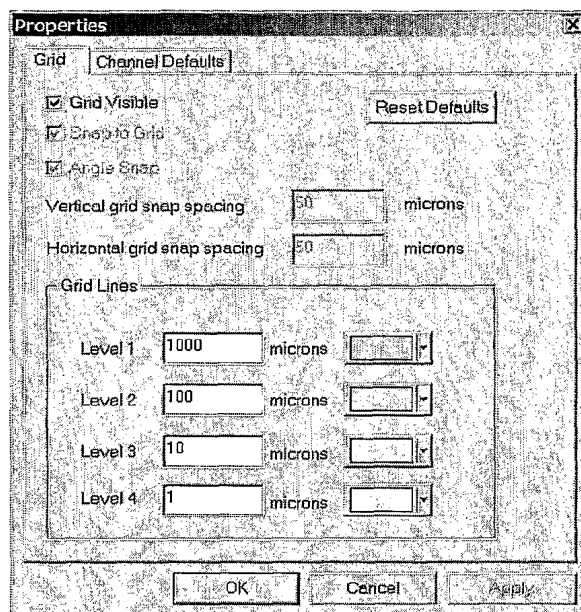 Properties
Grid Channel Defaults
Grid Visible Reset Defaults
Snap to Grid
Angle Snap
Vertical grid snap spacing 50 microns
Horizontal grid snap spacing 50 microns
Grid Lines
Level 1 1000 microns
Level 2 100 microns
Level 3 10 microns
Level 4 1 microns
OK Cancel Apply